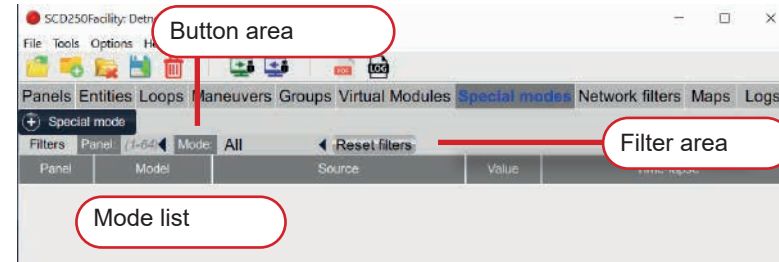 SCD250Facility: Detn
Button area
File Tools Options He
LOG
Panels Entities Loops Maneuvers Groups Virtual Modules Special modes Network filters Maps Logs
Special mode
Filters Panel: (1-64) Mode: All Reset filters
Filter area
Panel Model Source Value Time-lapse
Mode list